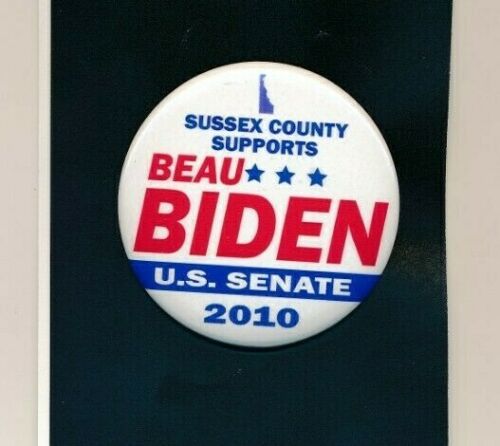 SUSSEX COUNTY
SUPPORTS
BEAU
BIDEN
U.S. SENATE
2010